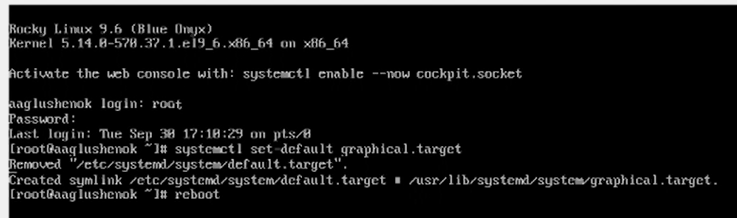 Rocky Linux 9.6 (Blue Onyx)
Kernel 5.14.0-570.37.1.el9_6.x86_64 on x86_64
Activate the web console with: systemctl enable --now cockpit.socket
aaglushenok login: root
Password:
Last login: Tue Sep 30 17:10:29 on pts/0
[root@aaglushenok ~]# systemctl set-default graphical.target
Removed "/etc/systemd/system/default.target".
Created symlink /etc/systemd/system/default.target ■ /usr/lib/systemd/system/graphical.target.
[root@aaglushenok ~]# reboot